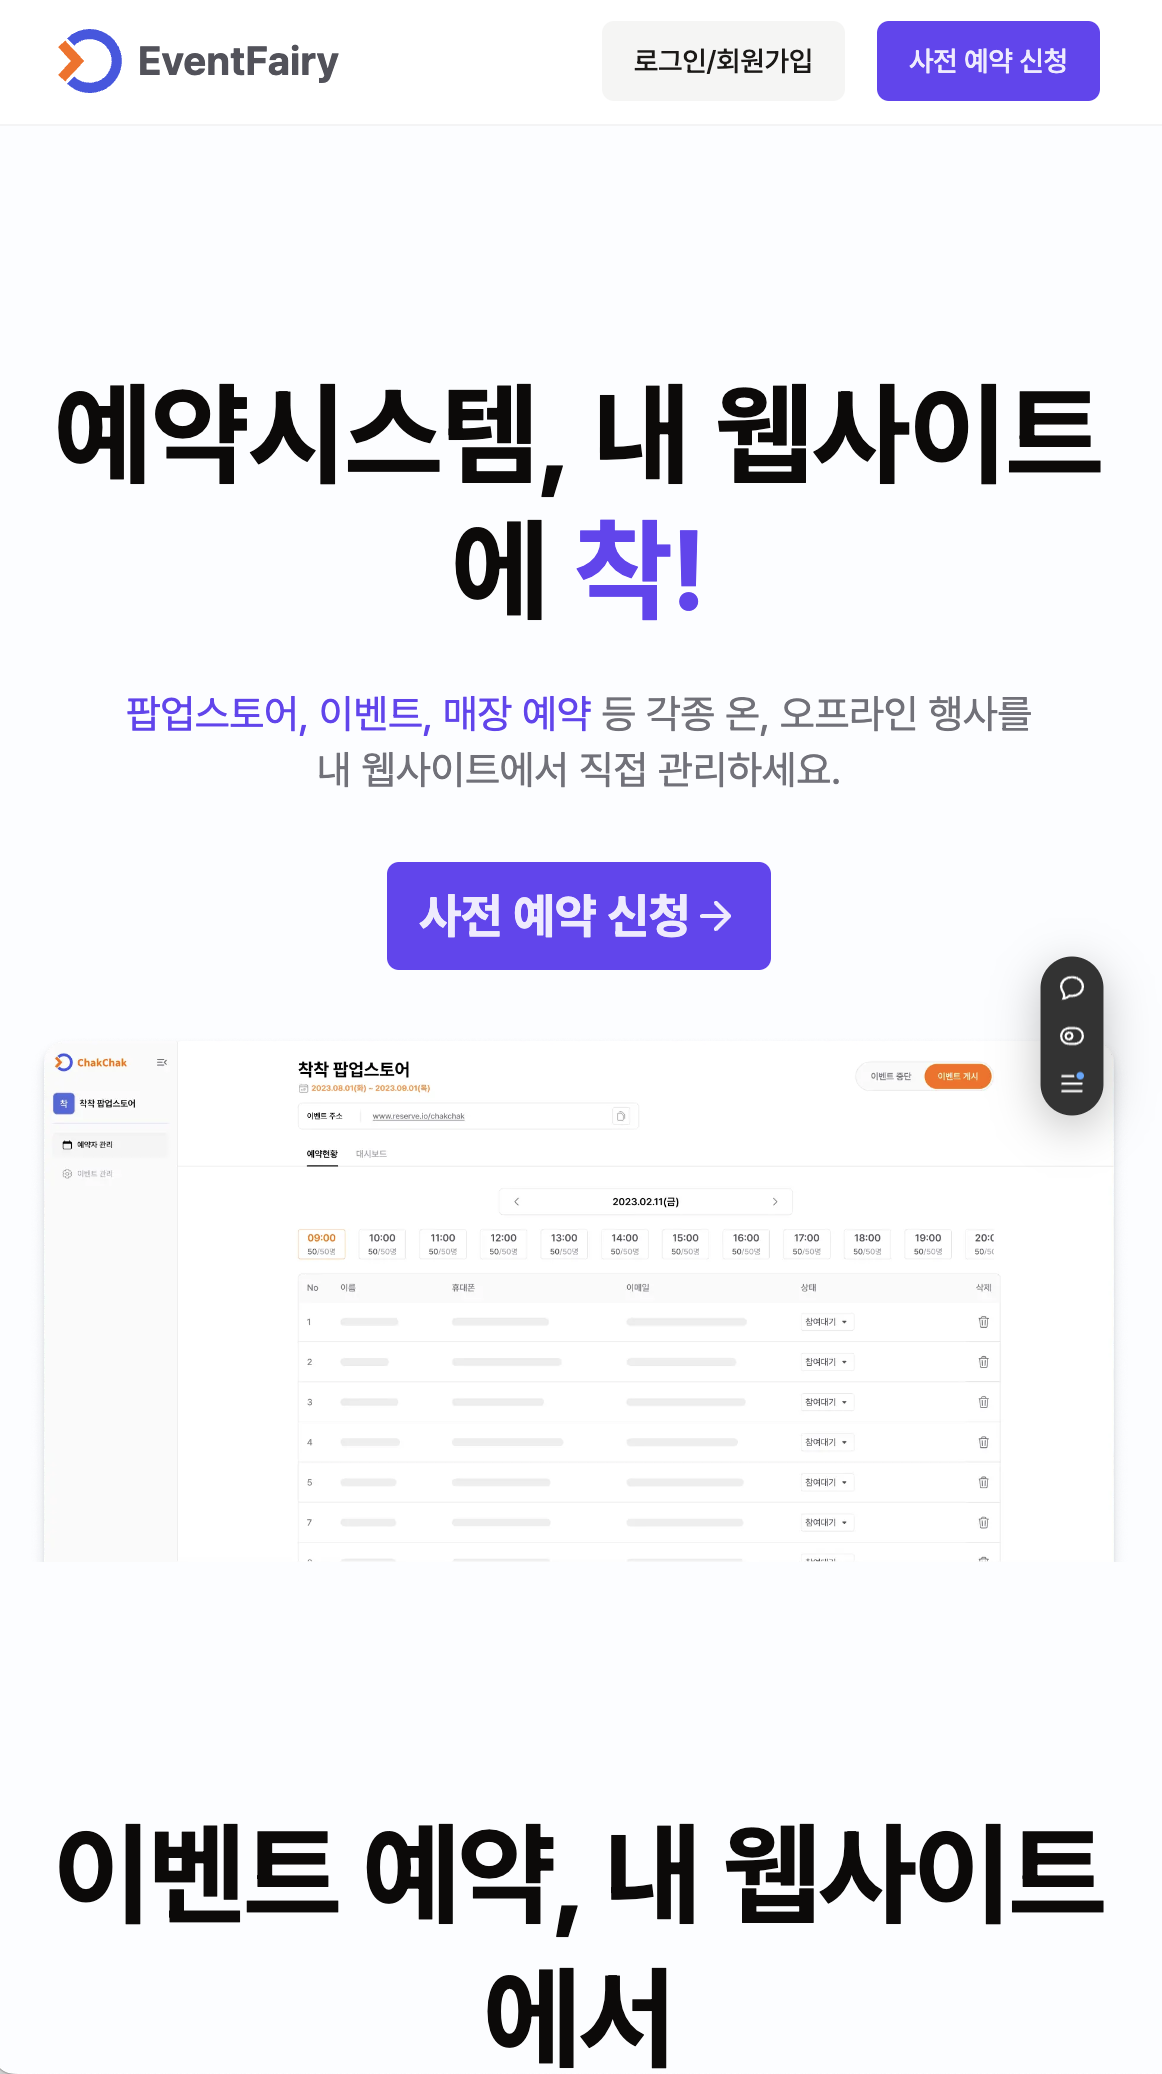 EventFairy
로그인/회원가입
사전 예약 신청
예약시스템, 내 웹사이트
에 착!
팝업스토어, 이벤트, 매장 예약 등 각종 온, 오프라인 행사를
내 웹사이트에서 직접 관리하세요.
사전 예약 신청
ChakChak
착 착착 팝업스토어
예약자 관리
이벤트 관리
착착 팝업스토어
2023.08.01(화) ~ 2023.09.01(목)
이벤트 중단 이벤트 게시
이벤트 주소 www.reserve.io/chakchak
예약현황 대시보드
2023.02.11(금)
09:00 10:00 11:00 12:00 13:00 14:00 15:00 16:00 17:00 18:00 19:00
50/50명 50/50명 50/50명 50/50명 50/50명 50/50명 50/50명 50/50명 50/50명 50/50명 50/50명
No 이름 휴대폰 이메일 상태 삭제
1 참여대기
2 참여대기
3 참여대기
4 참여대기
5 참여대기
7 참여대기
이벤트 예약, 내 웹사이트
에서